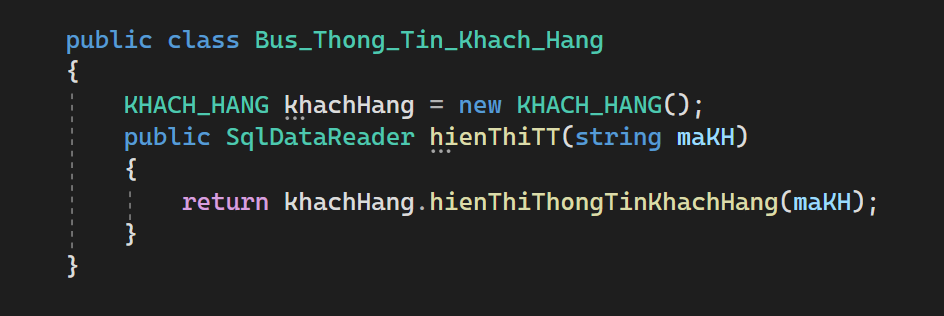 public class Bus_Thong_Tin_Khach_Hang
{
KHACH_HANG khachHang = new KHACH_HANG();
public SqlDataReader hienThiTT(string maKH)
{
return khachHang.hienThiThongTinKhachHang(maKH);
}
}